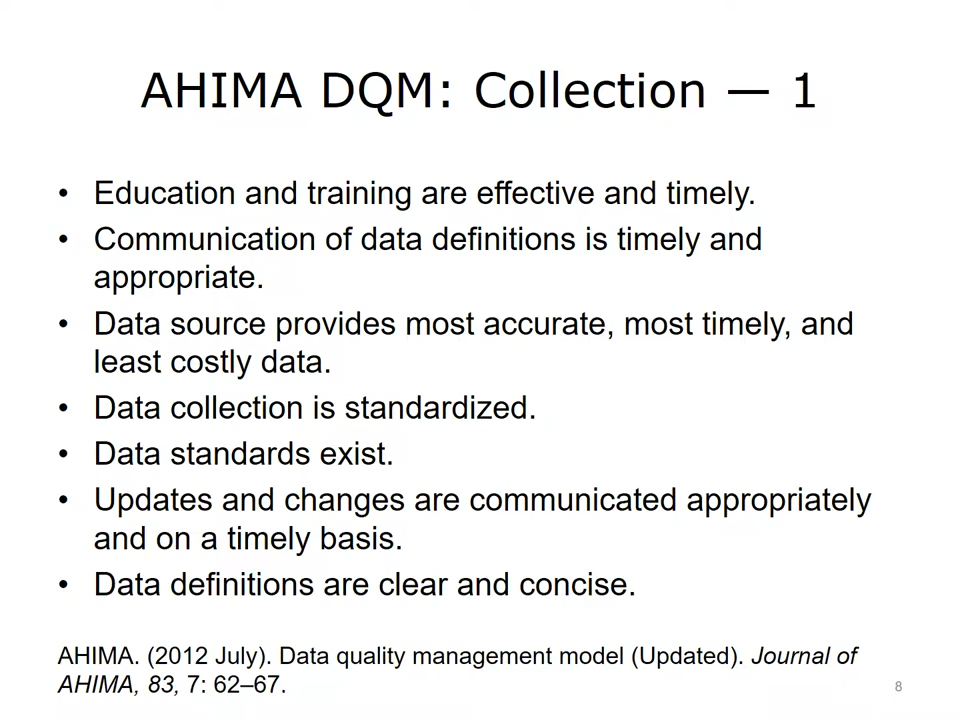 AHIMA DQM: Collection — 1
• Education and training are effective and timely.
• Communication of data definitions is timely and
appropriate.
• Data source provides most accurate, most timely, and
least costly data.
• Data collection is standardized.
• Data standards exist.
• Updates and changes are communicated appropriately
and on a timely basis.
• Data definitions are clear and concise.
AHIMA. (2012 July). Data quality management model (Updated). Journal of
AHIMA, 83, 7: 62–67.
8